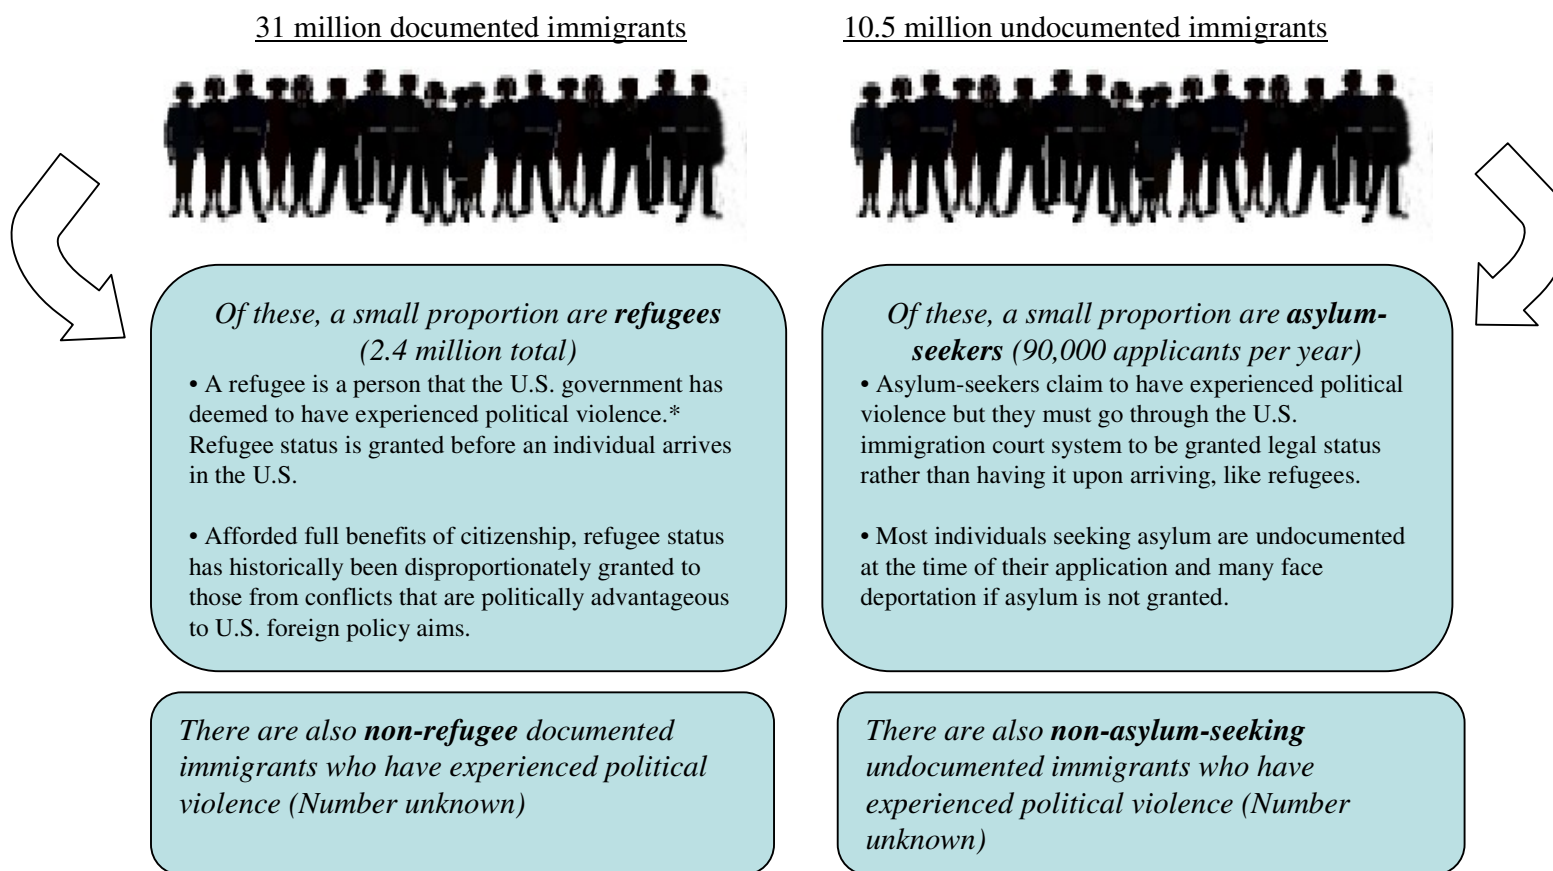 31 million documented immigrants
10.5 million undocumented immigrants
Of these, a small proportion are refugees
(2.4 million total)
• A refugee is a person that the U.S. government has
deemed to have experienced political violence.*
Refugee status is granted before an individual arrives
in the U.S.
• Afforded full benefits of citizenship, refugee status
has historically been disproportionately granted to
those from conflicts that are politically advantageous
to U.S. foreign policy aims.
Of these, a small proportion are asylum-
seekers (90,000 applicants per year)
• Asylum-seekers claim to have experienced political
violence but they must go through the U.S.
immigration court system to be granted legal status
rather than having it upon arriving, like refugees.
• Most individuals seeking asylum are undocumented
at the time of their application and many face
deportation if asylum is not granted.
There are also non-refugee documented
immigrants who have experienced political
violence (Number unknown)
There are also non-asylum-seeking
undocumented immigrants who have
experienced political violence (Number
unknown)